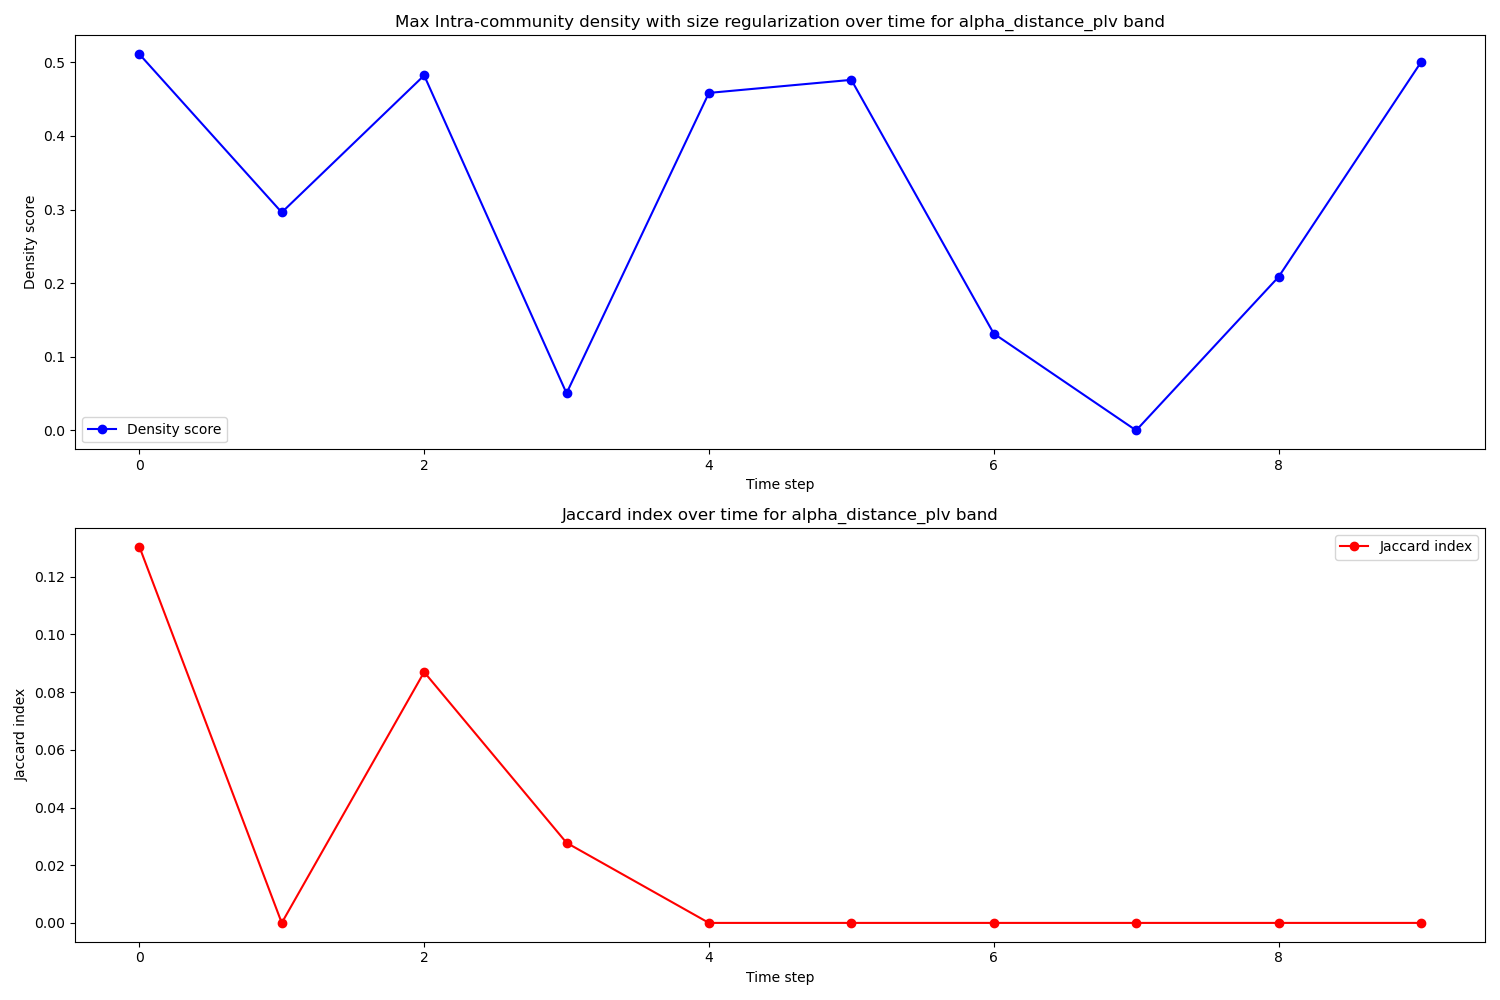 Max Intra-community density with size regularization over time for alpha_distance_plv band
Density score
0.5
0.4
0.3
0.2
0.1
0.0
Density score
0 2 4 6 8
Time step
Jaccard index over time for alpha_distance_plv band
Jaccard index
0.12
0.10
0.08
0.06
0.04
0.02
0.00
Jaccard index
0 2 4 6 8
Time step